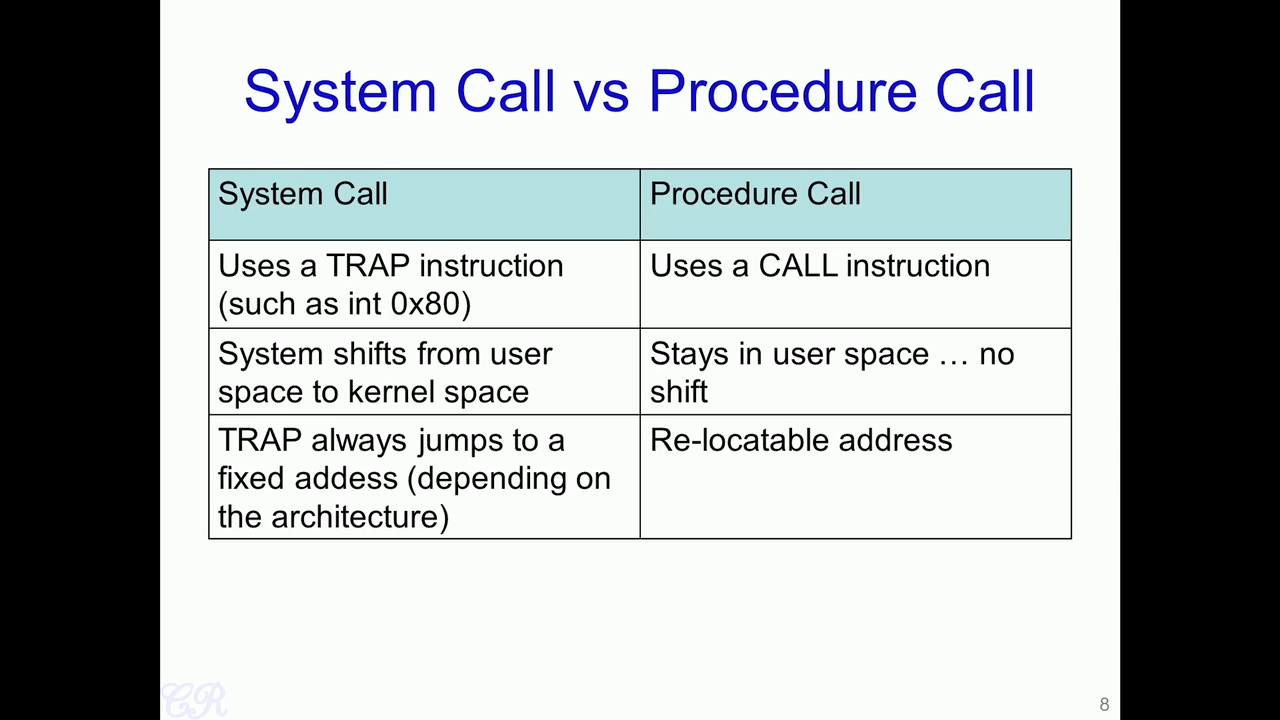 System Call vs Procedure Call
System Call
Procedure Call
Uses a TRAP instruction
(such as int 0x80)
Uses a CALL instruction
System shifts from user
space to kernel space
Stays in user space … no
shift
TRAP always jumps to a
fixed addess (depending on
the architecture)
Re-locatable address
CR
8